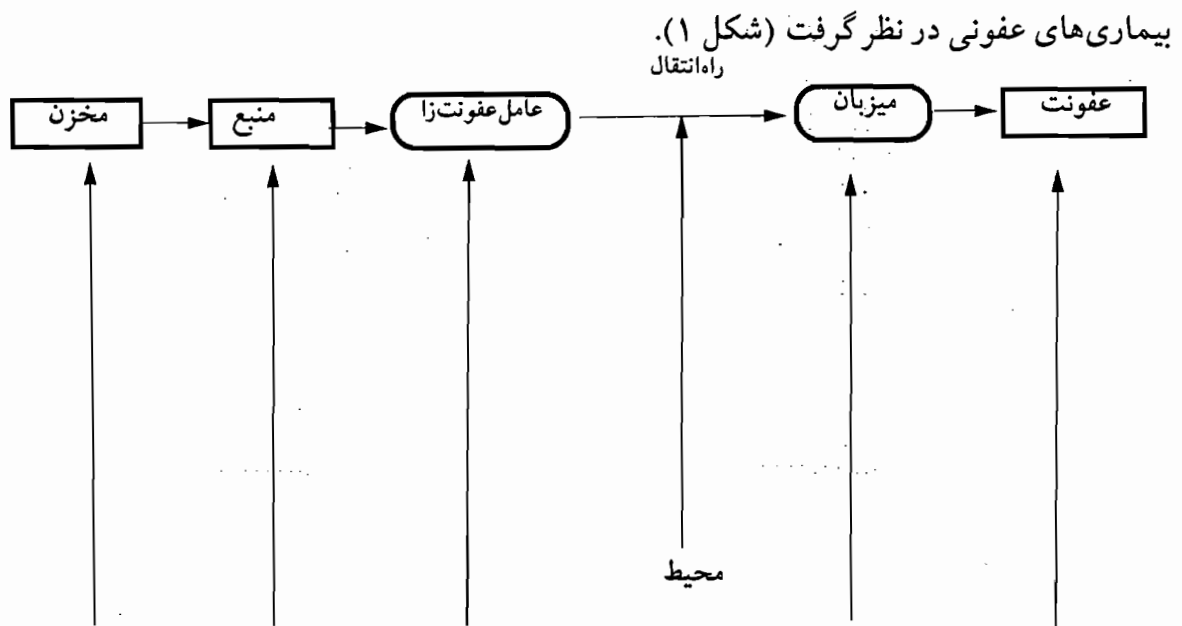 بیماری‌های عفونی در نظر گرفت (شکل ۱).
راه‌انتقال
عفونت
میزبان
عامل‌عفونت‌زا
منبع
مخزن
محیط